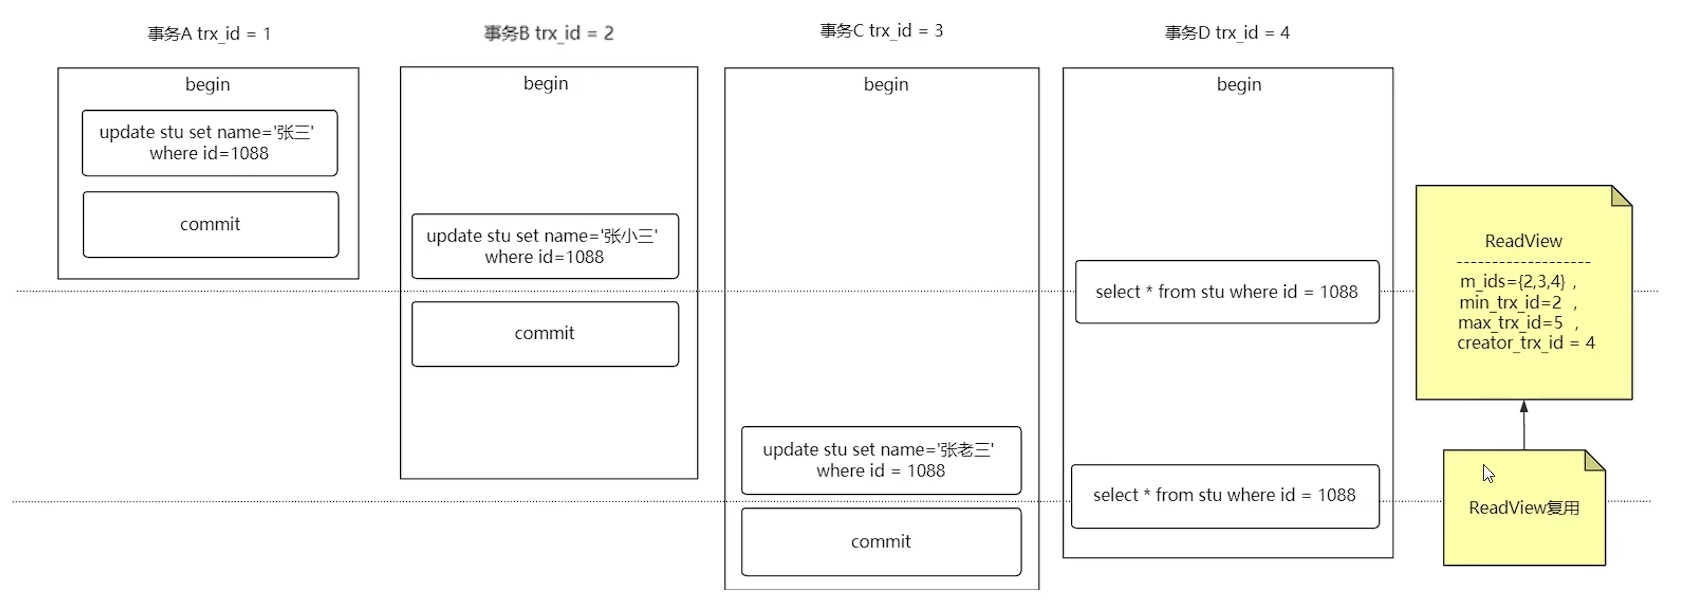 事务A trx_id = 1
begin
update stu set name='张三'
where id=1088
commit
事务B trx_id = 2
begin
update stu set name='张小三'
where id=1088
commit
事务C trx_id = 3
begin
update stu set name='张老三'
where id = 1088
commit
事务D trx_id = 4
begin
select * from stu where id = 1088
select * from stu where id = 1088
ReadView
--------------------
m_ids={2,3,4} ,
min_trx_id=2 ,
max_trx_id=5 ,
creator_trx_id = 4
ReadView复用